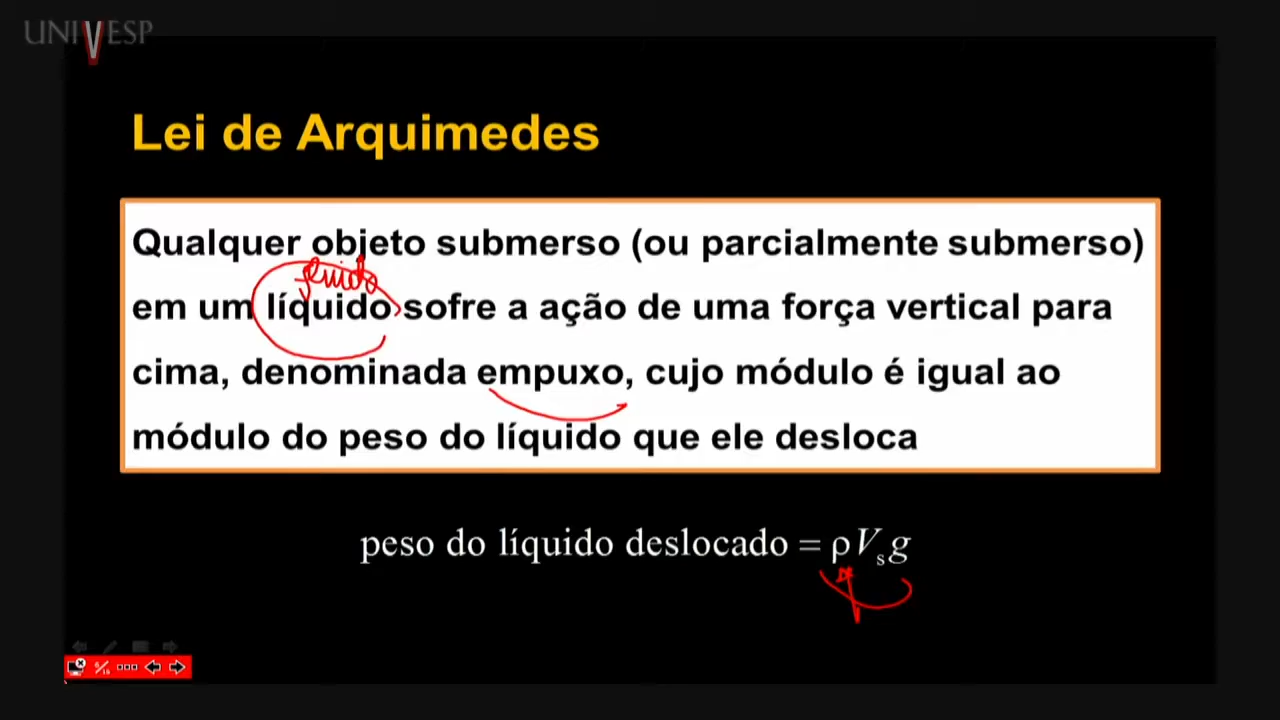 UNIVESP
Lei de Arquimedes
Qualquer objeto submerso (ou parcialmente submerso)
fluido
em um líquido sofre a ação de uma força vertical para
cima, denominada empuxo, cujo módulo é igual ao
módulo do peso do líquido que ele desloca
peso do líquido deslocado = ρVₛg